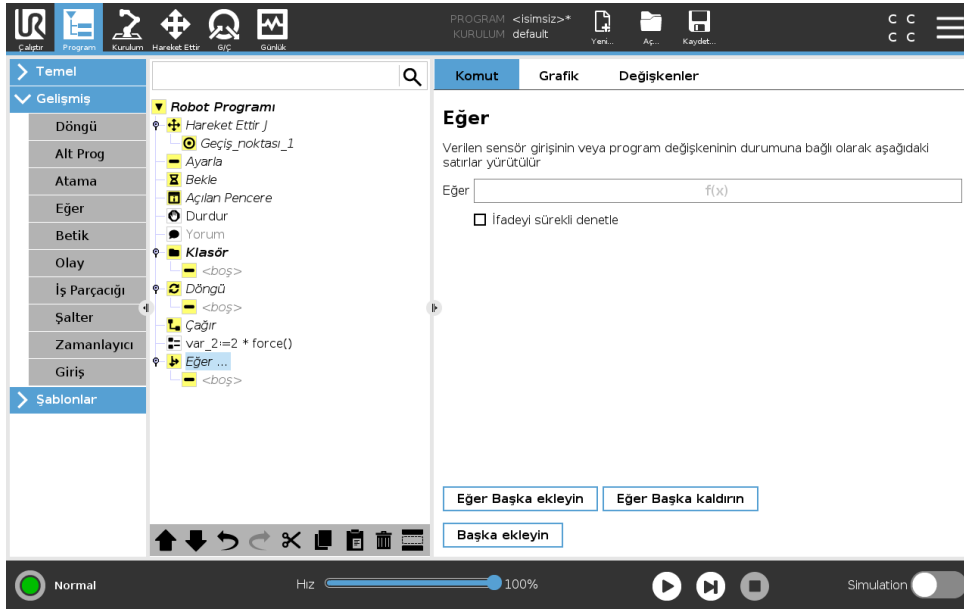 PROGRAM <isimsiz>*
KURULUM default
Çalıştır Program Kurulum Hareket Ettir G/Ç Günlük Yeni... Aç... Kaydet...
C C
C C
Temel
Gelişmiş
Döngü
Alt Prog
Atama
Eğer
Betik
Olay
İş Parçacığı
Şalter
Zamanlayıcı
Giriş
Şablonlar
Robot Programı
Hareket Ettir J
Geçiş_noktası_1
Ayarla
Bekle
Açılan Pencere
Durdur
Yorum
Klasör
<boş>
Döngü
<boş>
Çağır
var_2:=2 * force()
Eğer ...
<boş>
Komut Grafik Değişkenler
Eğer
Verilen sensör girişinin veya program değişkeninin durumuna bağlı olarak aşağıdaki
satırlar yürütülür
Eğer f(x)
İfadeyi sürekli denetle
Eğer Başka ekleyin Eğer Başka kaldırın
Başka ekleyin
Normal Hız 100% Simulation